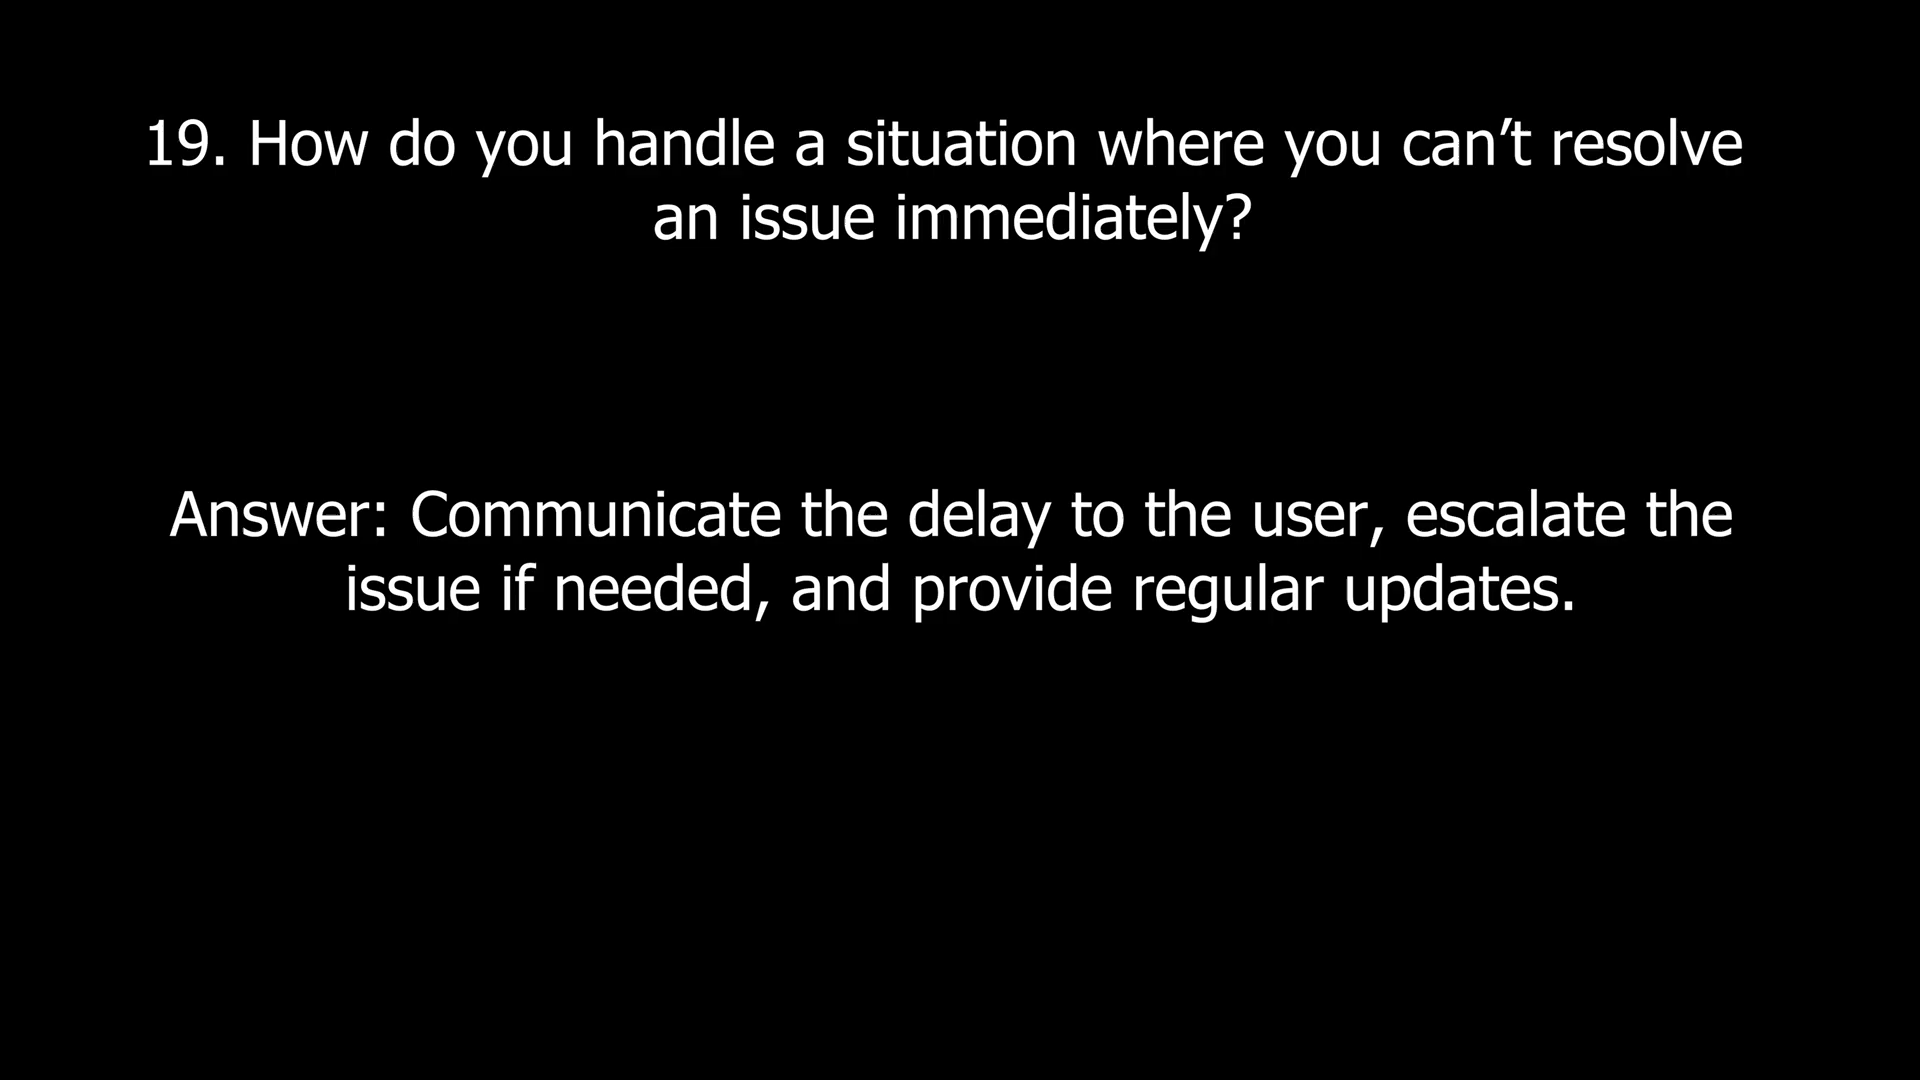 19. How do you handle a situation where you can’t resolve
an issue immediately?
Answer: Communicate the delay to the user, escalate the
issue if needed, and provide regular updates.